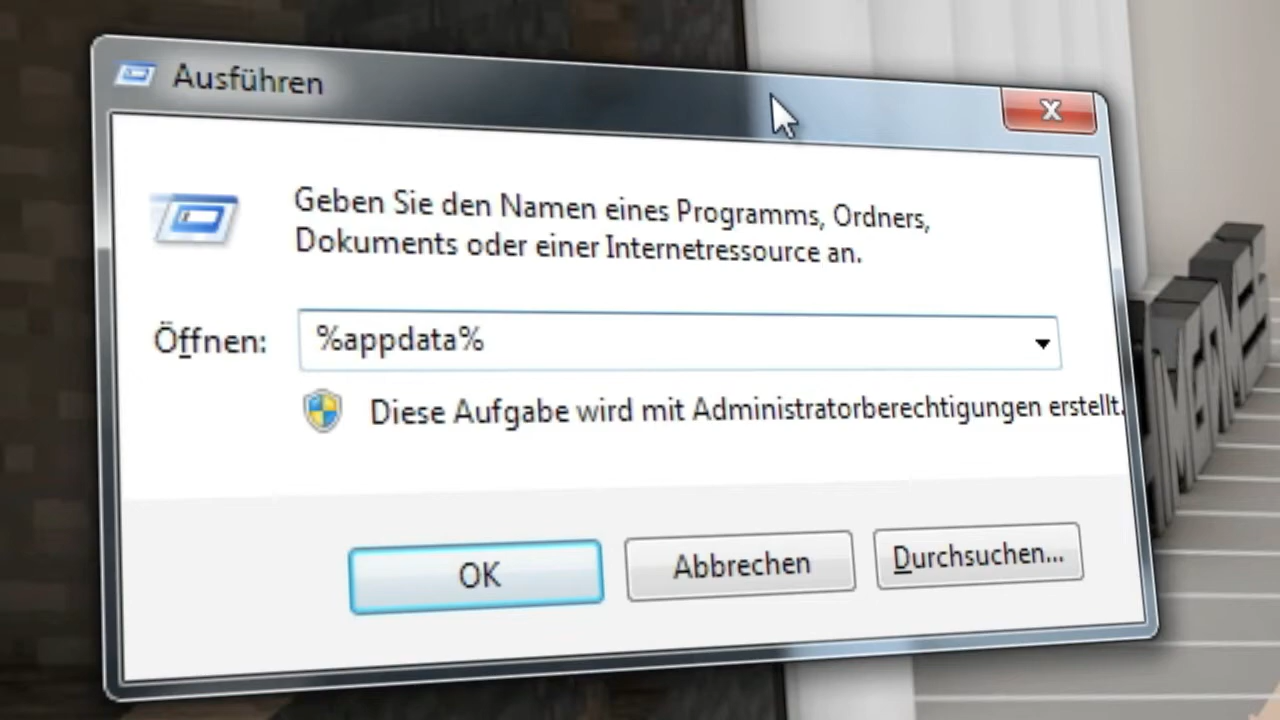 Ausführen
Geben Sie den Namen eines Programms, Ordners,
Dokuments oder einer Internetressource an.
Öffnen: %appdata%
Diese Aufgabe wird mit Administratorberechtigungen erstellt.
OK Abbrechen Durchsuchen...